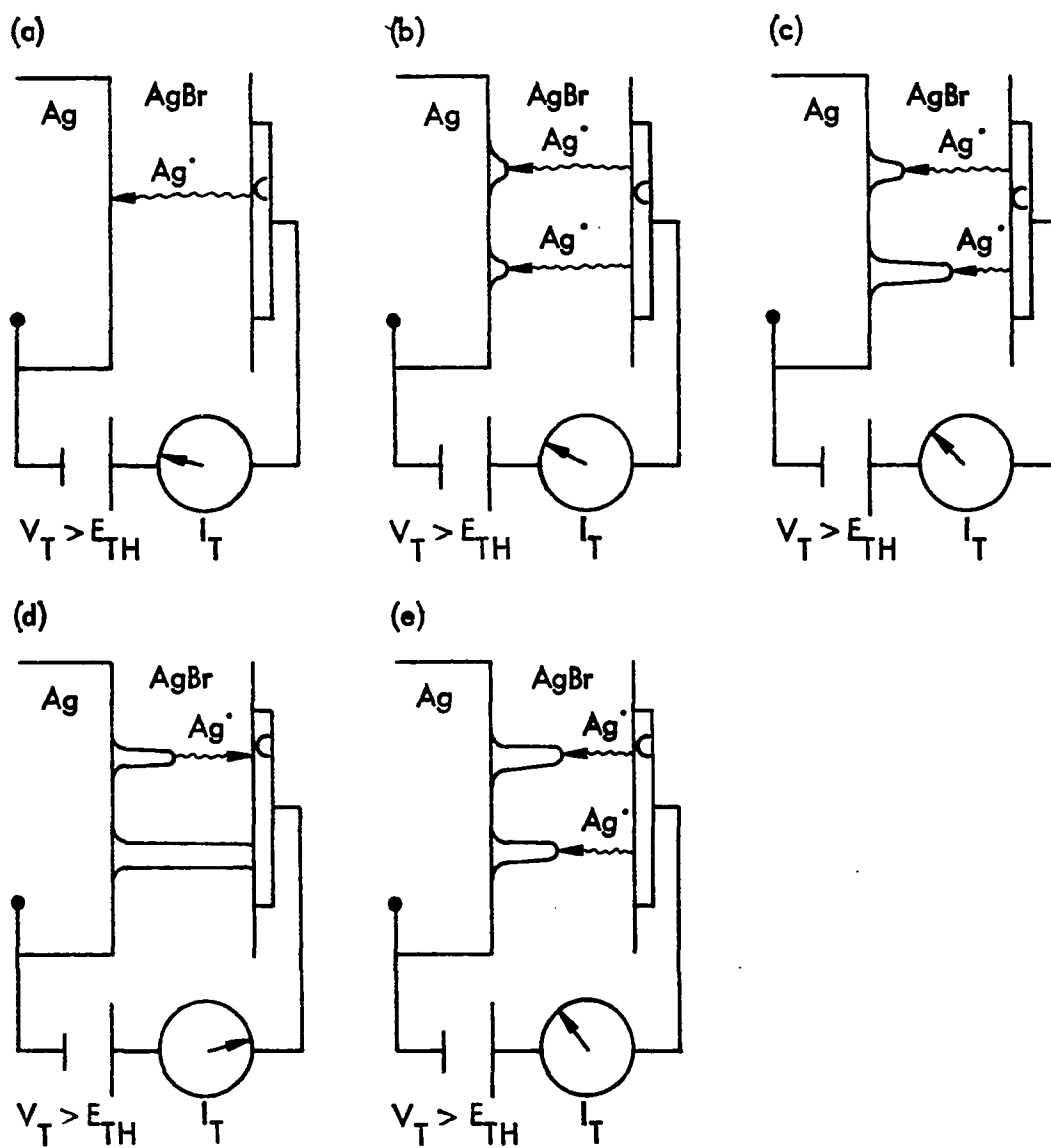 (a)
Ag
AgBr
Ag•
V_T > E_TH
I_T
(b)
Ag
AgBr
Ag•
Ag•
V_T > E_TH
I_T
(c)
Ag
AgBr
Ag•
Ag•
V_T > E_TH
I_T
(d)
Ag
AgBr
Ag•
V_T > E_TH
I_T
(e)
Ag
AgBr
Ag•
Ag•
V_T > E_TH
I_T